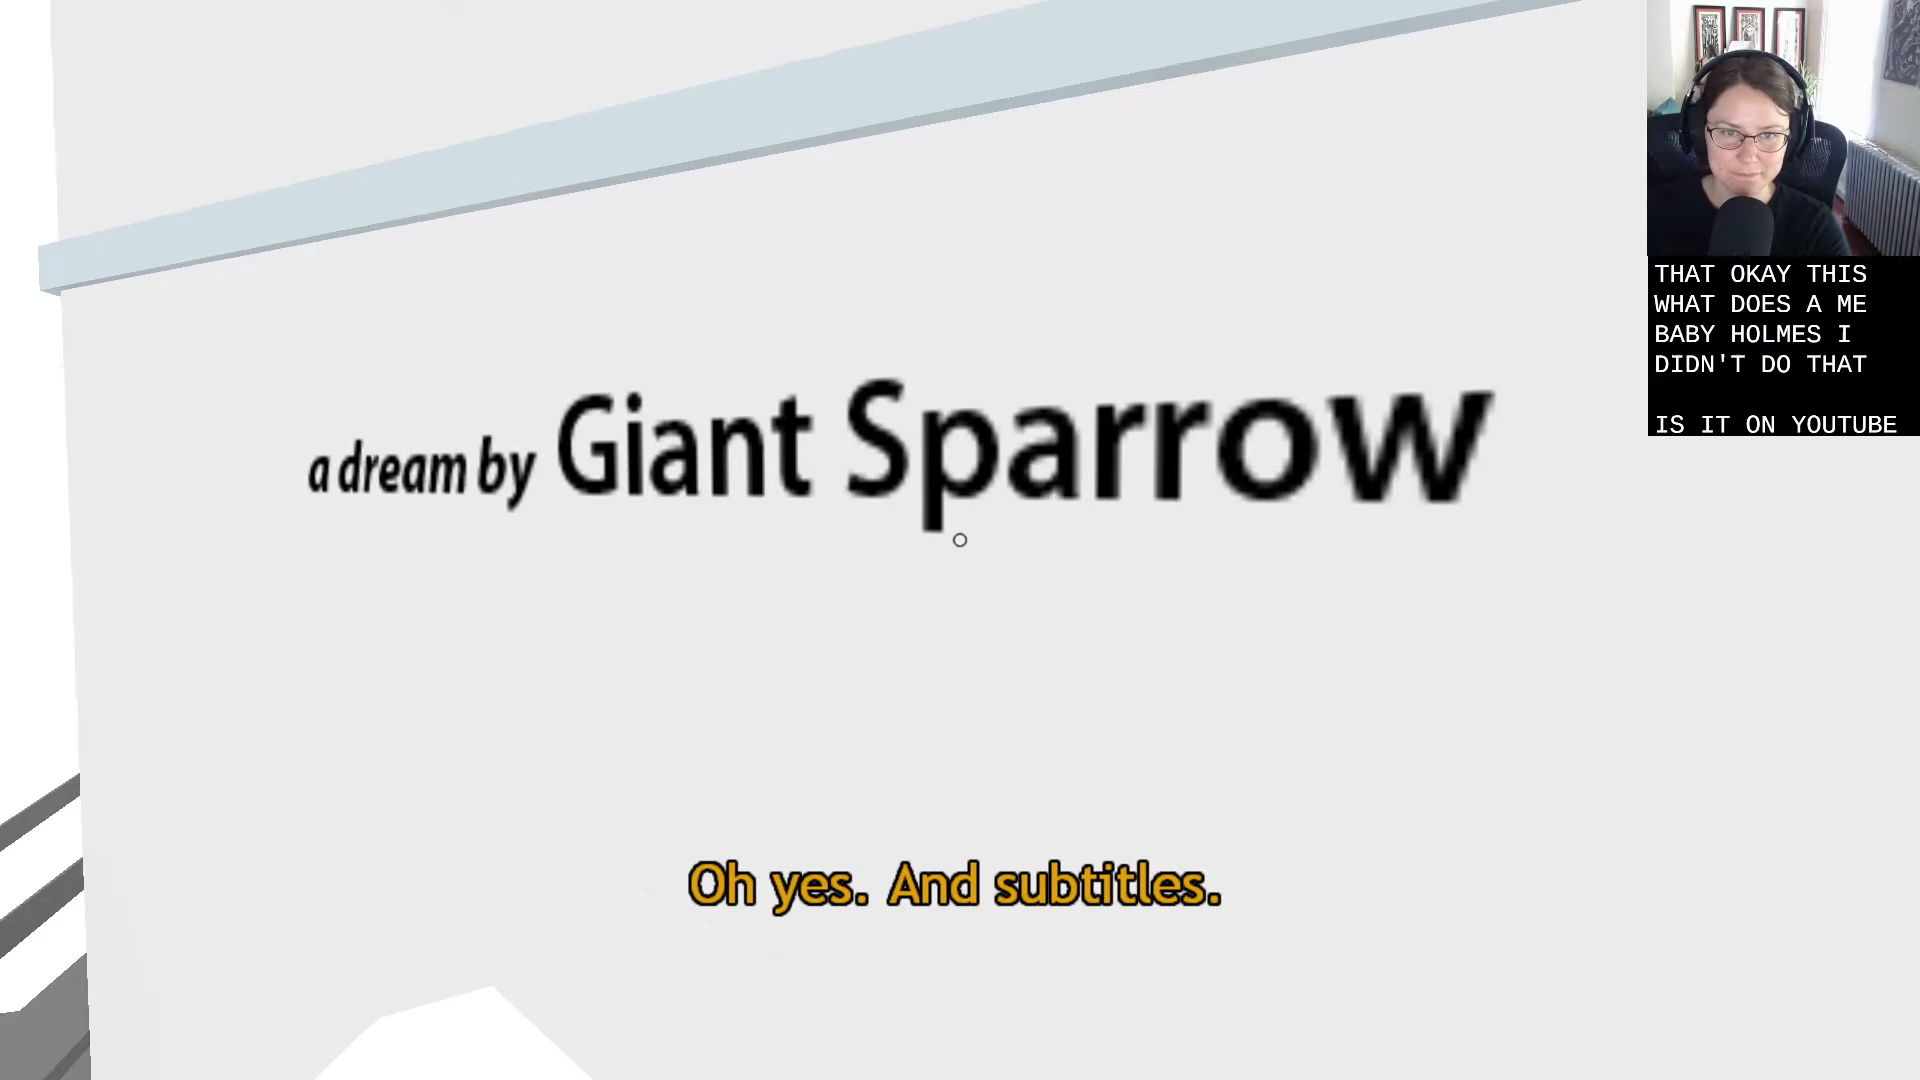 a dream by Giant Sparrow
Oh yes. And subtitles.
THAT OKAY THIS
WHAT DOES A ME
BABY HOLMES I
DIDN'T DO THAT
IS IT ON YOUTUBE